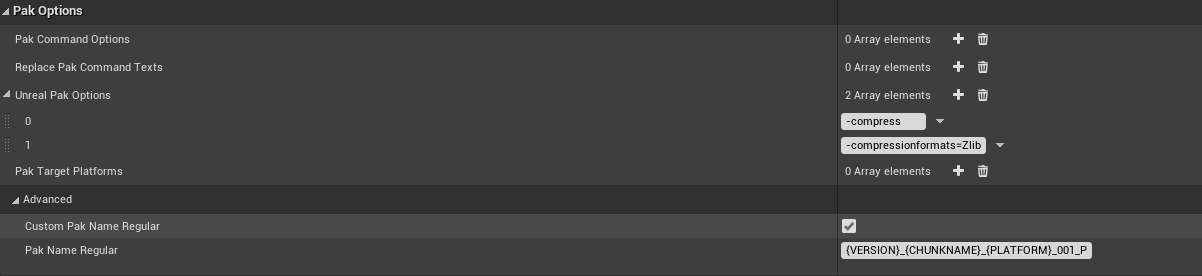 Pak Options
Pak Command Options 0 Array elements
Replace Pak Command Texts 0 Array elements
Unreal Pak Options 2 Array elements
0 -compress
1 -compressionformats=Zlib
Pak Target Platforms 0 Array elements
Advanced
Custom Pak Name Regular
Pak Name Regular {VERSION}_{CHUNKNAME}_{PLATFORM}_001_P